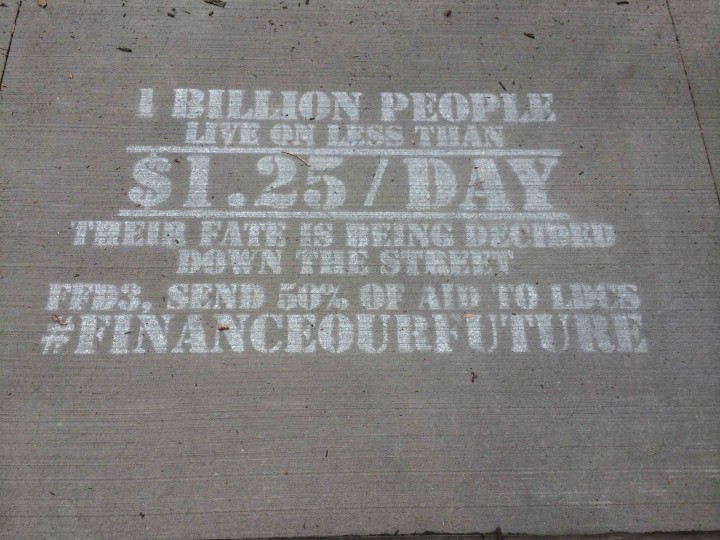 1 BILLION PEOPLE
LIVE ON LESS THAN
$1.25 / DAY
THEIR FATE IS BEING DECIDED
DOWN THE STREET
FFD3, SEND 50% OF AID TO LDCS
#FINANCEOURFUTURE